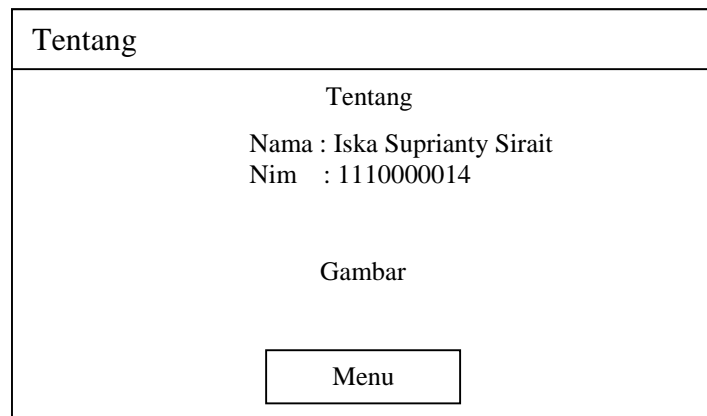 Tentang
Tentang
Nama : Iska Suprianty Sirait
Nim : 1110000014
Gambar
Menu